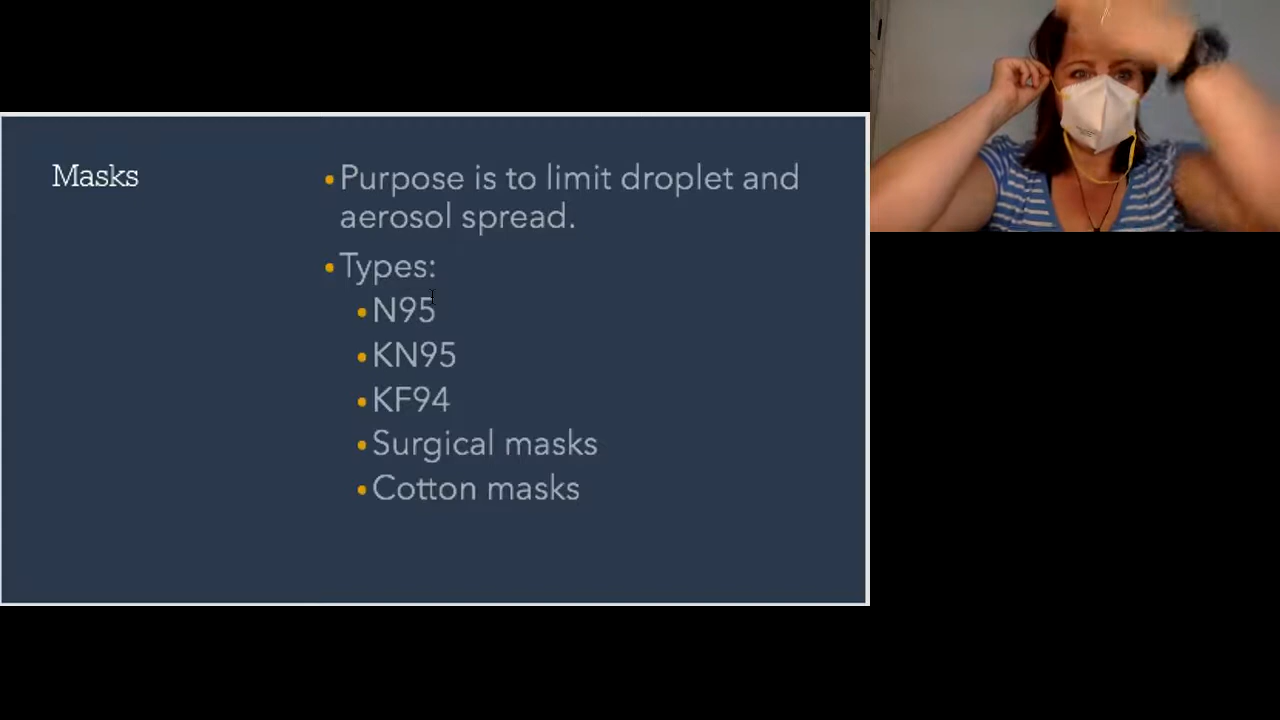 Masks
Purpose is to limit droplet and
aerosol spread.
Types:
N95
KN95
KF94
Surgical masks
Cotton masks